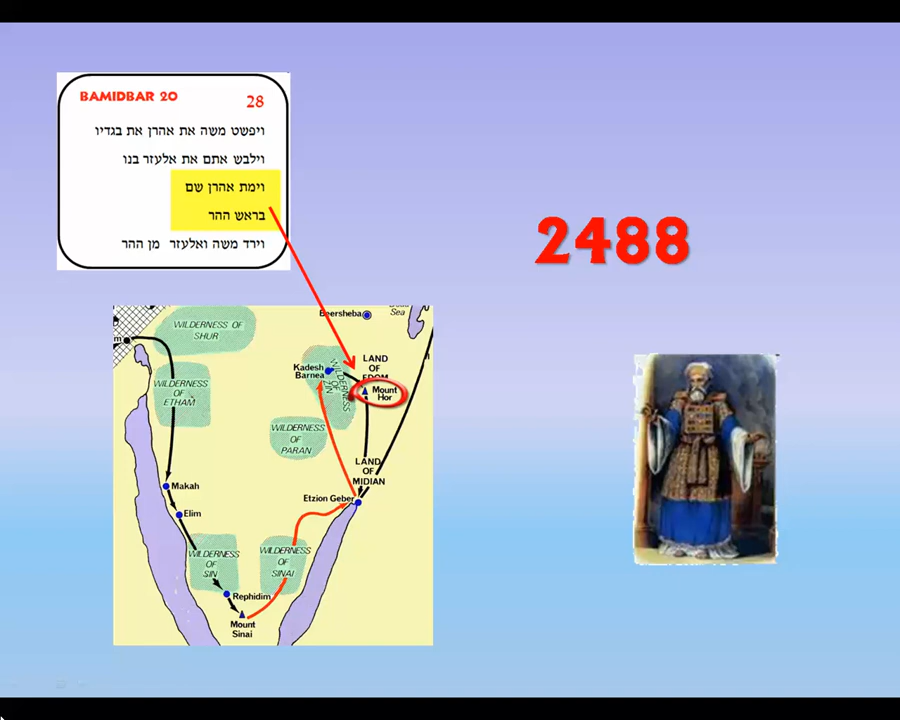 BAMIDBAR 20 28
ויפשט משה את אהרן את בגדיו
וילבש אתם את אלעזר בנו
וימת אהרן שם
בראש ההר
וירד משה ואלעזר מן ההר
2488
Sea
Beersheba
WILDERNESS OF
SHUR
LAND
OF
EDOM
Kadesh
Barnea
WILDERNESS
OF
ZIN
Mount
Hor
WILDERNESS
OF
ETHAM
WILDERNESS
OF
PARAN
LAND
OF
MIDIAN
Makah
Etzion Geber
Elim
WILDERNESS
OF
SIN
WILDERNESS
OF
SINAI
Rephidim
Mount
Sinai